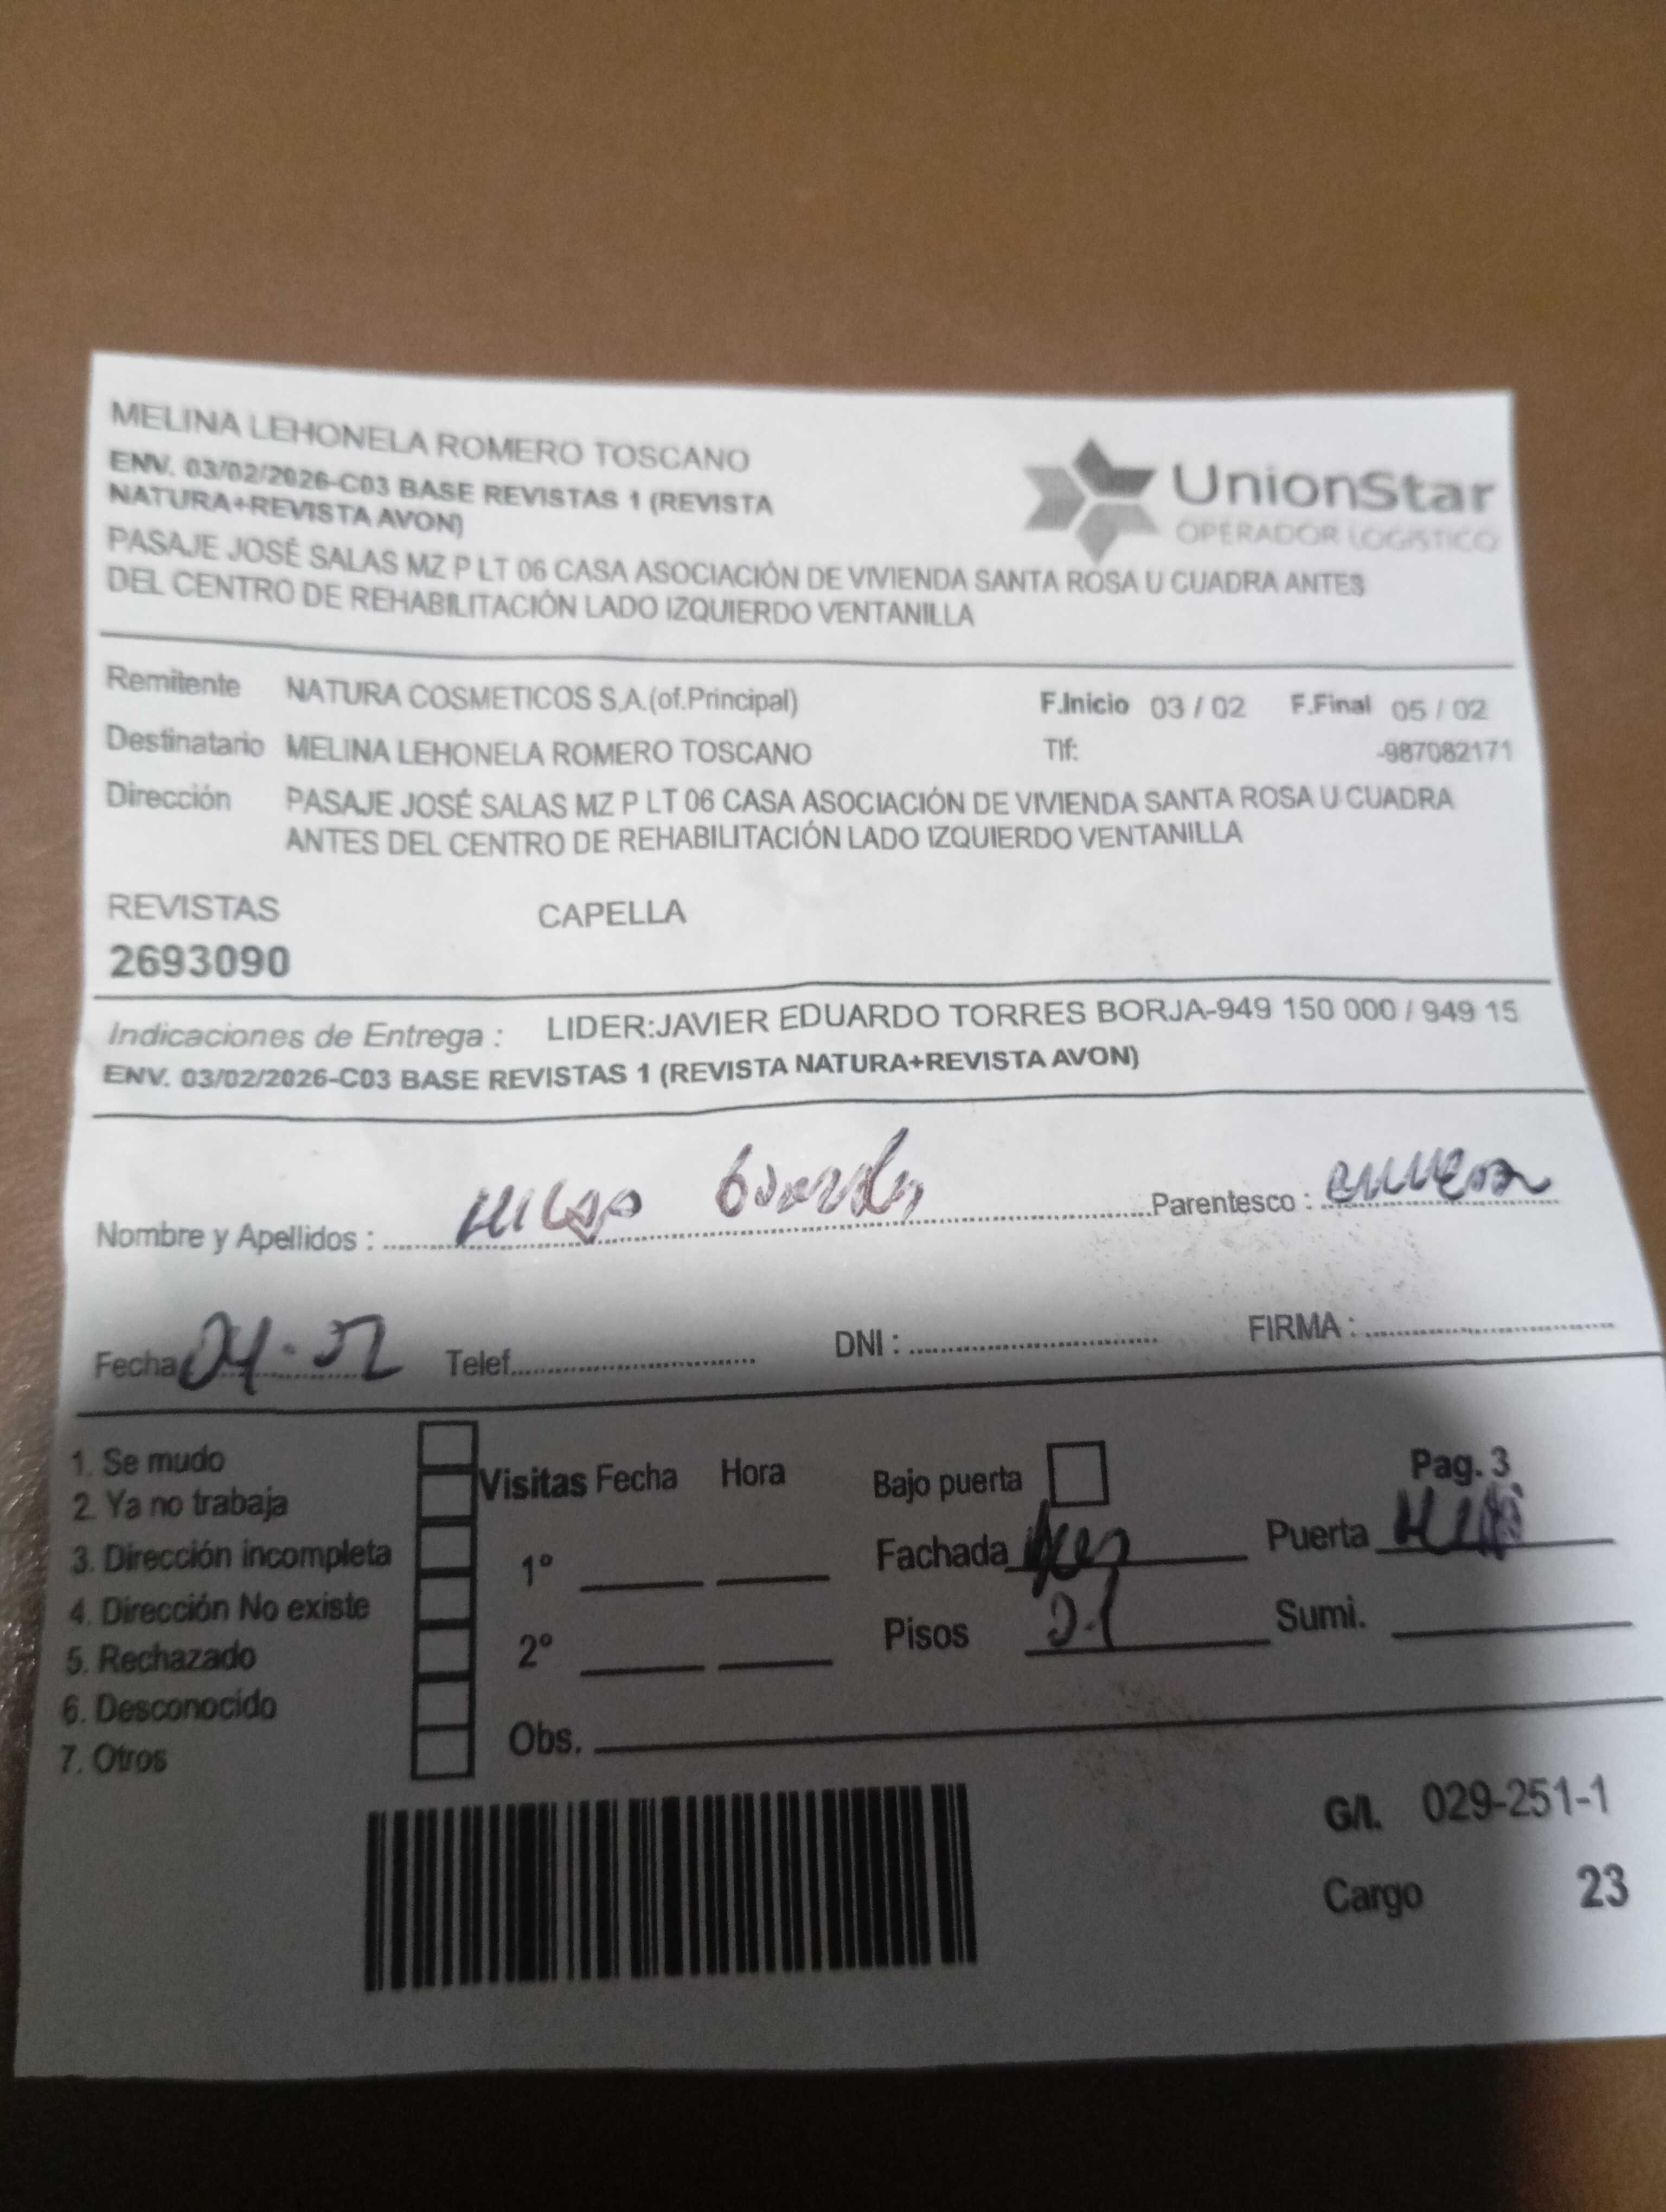 MELINA LEHONELA ROMERO TOSCANO
ENV. 03/02/2026-C03 BASE REVISTAS 1 (REVISTA
NATURA+REVISTA AVON)
UnionStar
OPERADOR LOGISTICO
PASAJE JOSÉ SALAS MZ P LT 06 CASA ASOCIACIÓN DE VIVIENDA SANTA ROSA U CUADRA ANTES
DEL CENTRO DE REHABILITACIÓN LADO IZQUIERDO VENTANILLA
Remitente NATURA COSMETICOS S.A.(of.Principal) F.Inicio 03 / 02 F.Final 05 / 02
Destinatario MELINA LEHONELA ROMERO TOSCANO Tlf: -987082171
Dirección PASAJE JOSÉ SALAS MZ P LT 06 CASA ASOCIACIÓN DE VIVIENDA SANTA ROSA U CUADRA
ANTES DEL CENTRO DE REHABILITACIÓN LADO IZQUIERDO VENTANILLA
REVISTAS CAPELLA
2693090
Indicaciones de Entrega : LIDER:JAVIER EDUARDO TORRES BORJA-949 150 000 / 949 15
ENV. 03/02/2026-C03 BASE REVISTAS 1 (REVISTA NATURA+REVISTA AVON)
Nombre y Apellidos : Parentesco :
Fecha 04-02 Telef. DNI : FIRMA :
1. Se mudo
2. Ya no trabaja
3. Dirección incompleta
4. Dirección No existe
5. Rechazado
6. Desconocido
7. Otros
Visitas Fecha Hora
1º
2º
Obs.
Bajo puerta Pag. 3
Fachada Puerta
Pisos Sumi.
G/I. 029-251-1
Cargo 23